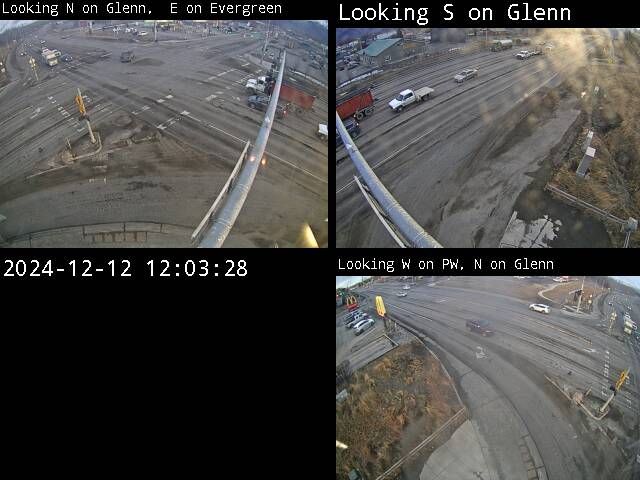 Looking N on Glenn,  E on Evergreen
Looking S on Glenn
2024-12-12 12:03:28
Looking W on PW, N on Glenn